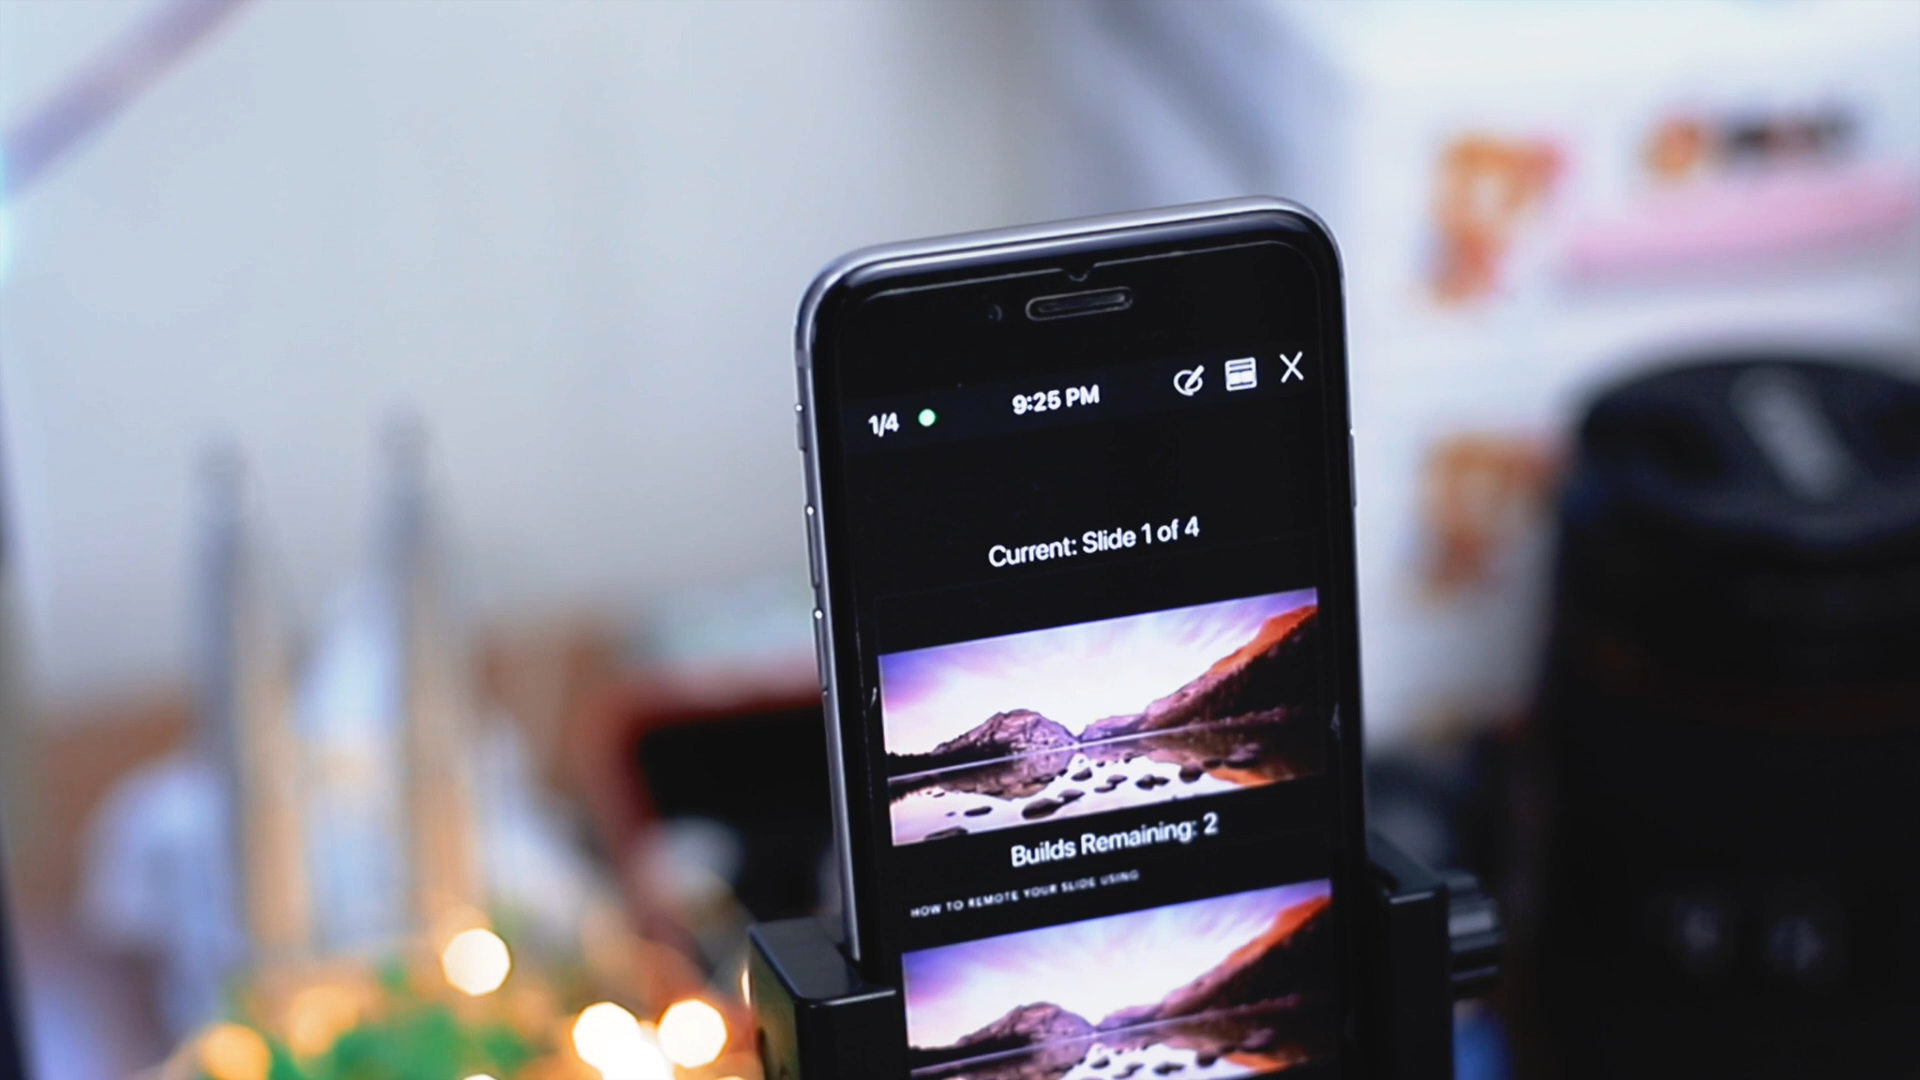 1/4
9:25 PM
Current: Slide 1 of 4
Builds Remaining: 2
HOW TO REMOTE YOUR SLIDE USING